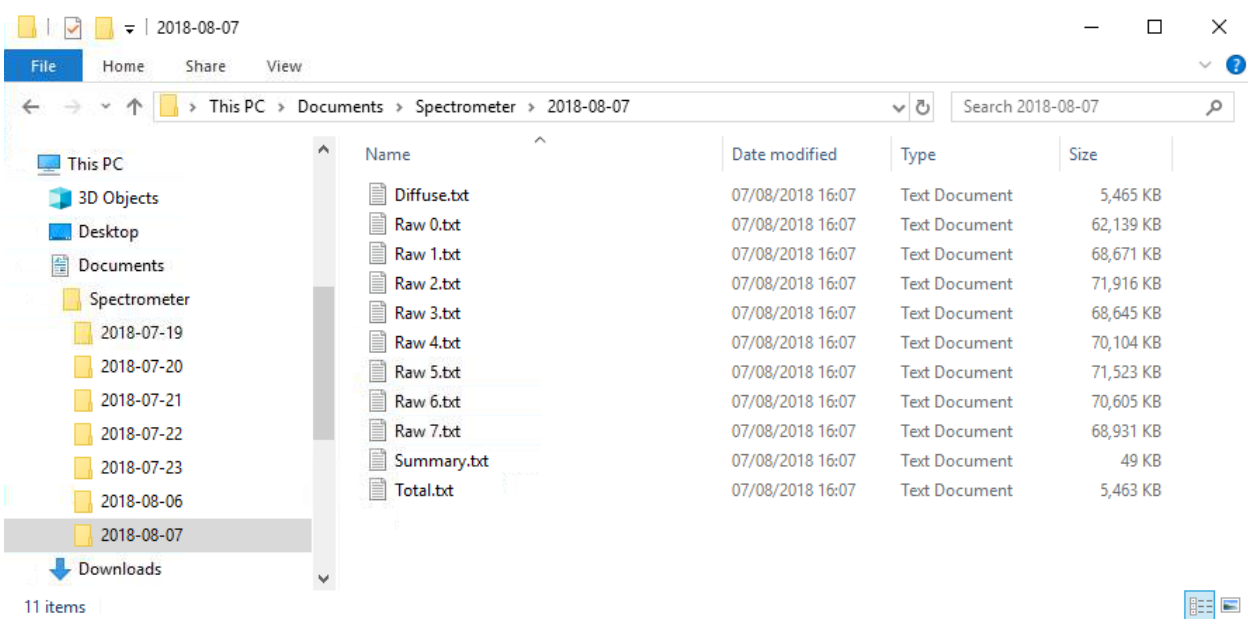 2018-08-07
File Home Share View
This PC > Documents > Spectrometer > 2018-08-07
Search 2018-08-07
This PC
3D Objects
Desktop
Documents
Spectrometer
2018-07-19
2018-07-20
2018-07-21
2018-07-22
2018-07-23
2018-08-06
2018-08-07
Downloads
Name Date modified Type Size
Diffuse.txt 07/08/2018 16:07 Text Document 5,465 KB
Raw 0.txt 07/08/2018 16:07 Text Document 62,139 KB
Raw 1.txt 07/08/2018 16:07 Text Document 68,671 KB
Raw 2.txt 07/08/2018 16:07 Text Document 71,916 KB
Raw 3.txt 07/08/2018 16:07 Text Document 68,645 KB
Raw 4.txt 07/08/2018 16:07 Text Document 70,104 KB
Raw 5.txt 07/08/2018 16:07 Text Document 71,523 KB
Raw 6.txt 07/08/2018 16:07 Text Document 70,605 KB
Raw 7.txt 07/08/2018 16:07 Text Document 68,931 KB
Summary.txt 07/08/2018 16:07 Text Document 49 KB
Total.txt 07/08/2018 16:07 Text Document 5,463 KB
11 items